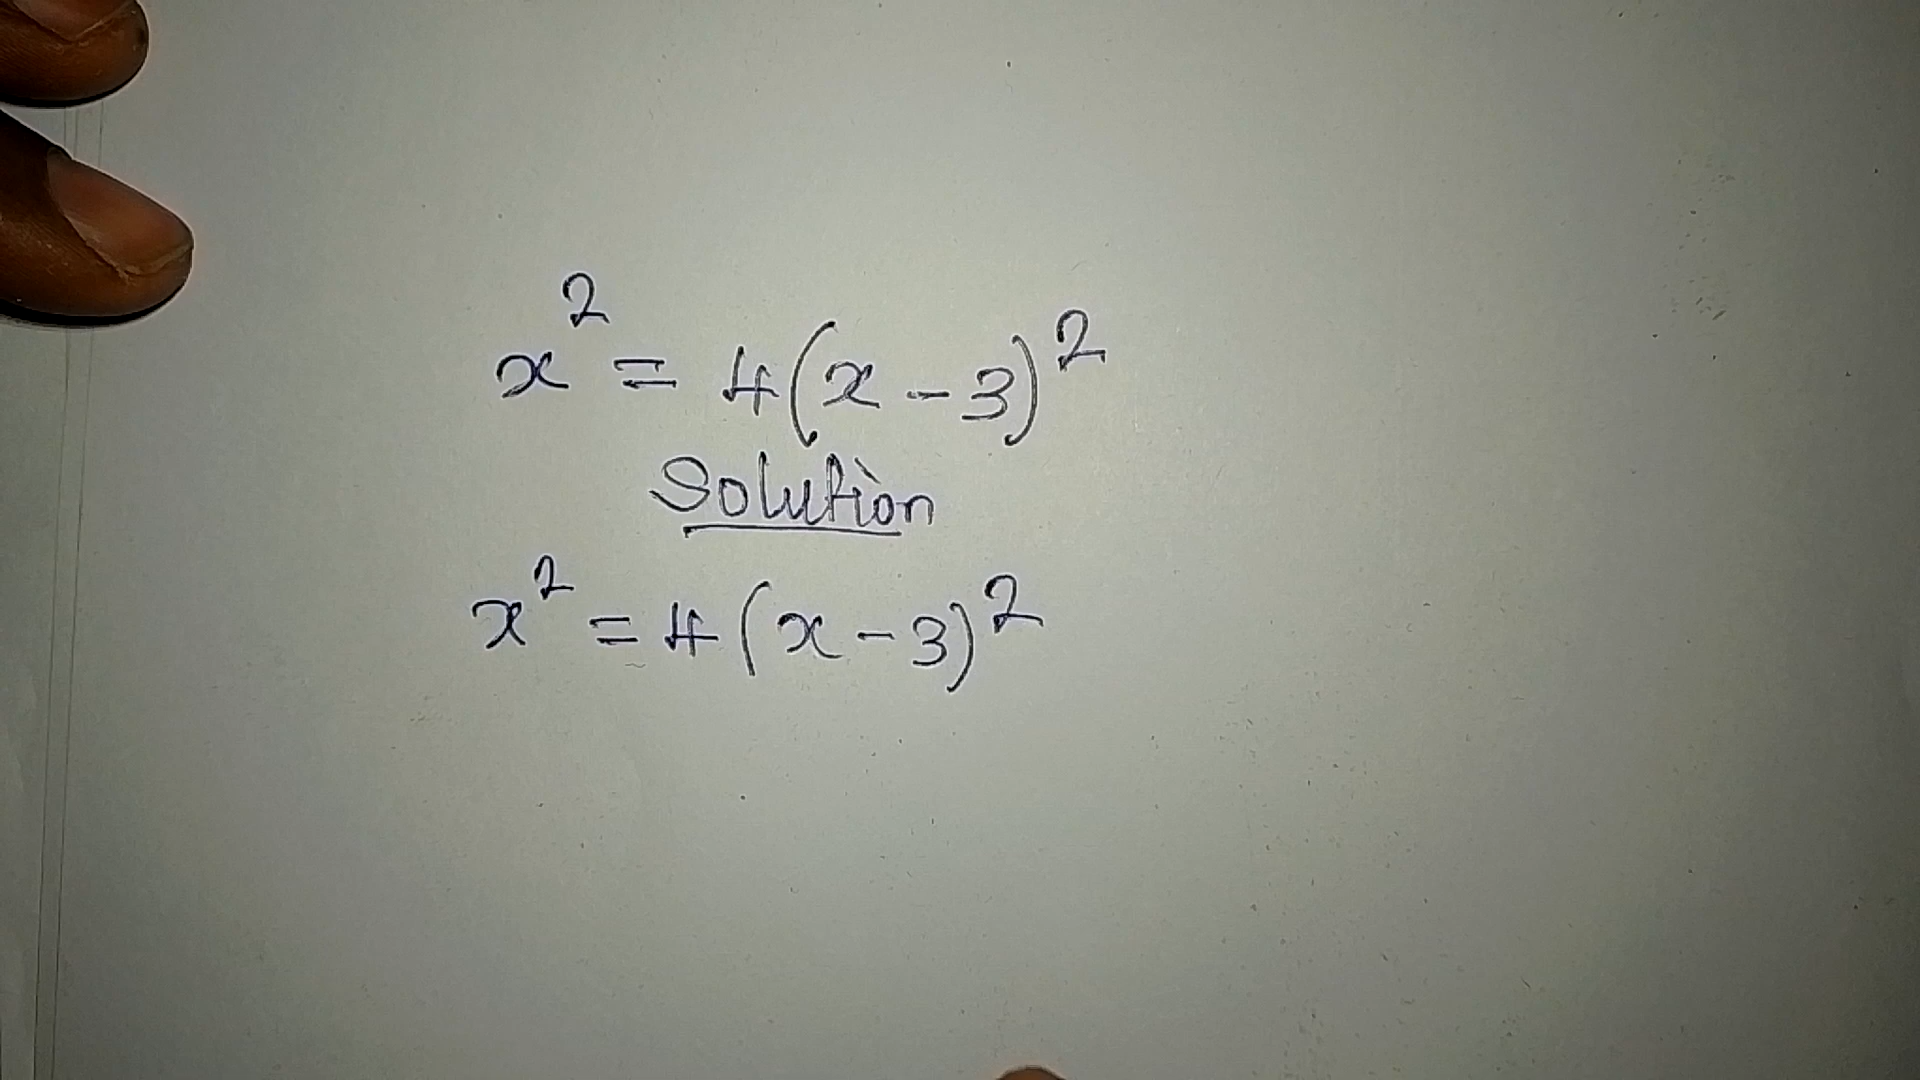 x² = 4(x - 3)²
Solution
x² = 4(x - 3)²